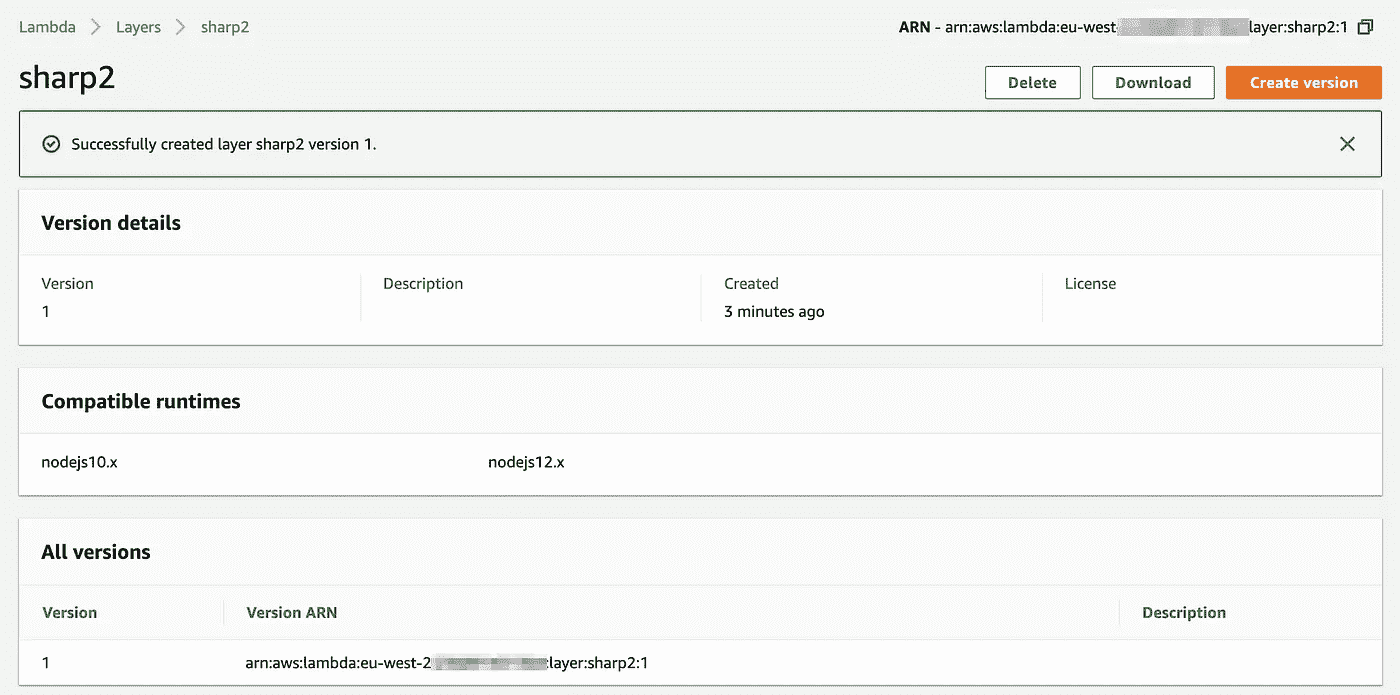 Lambda > Layers > sharp2
ARN - arn:aws:lambda:eu-west- layer:sharp2:1
sharp2
Delete Download Create version
Successfully created layer sharp2 version 1.
Version details
Version Description Created License
1 3 minutes ago
Compatible runtimes
nodejs10.x nodejs12.x
All versions
Version Version ARN Description
1 arn:aws:lambda:eu-west-2 :layer:sharp2:1